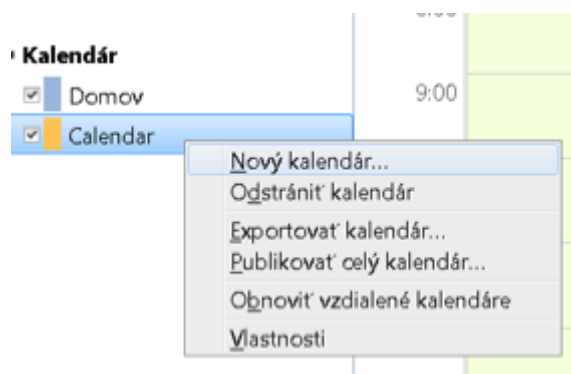 Kalendár
Domov
9:00
Calendar
Nový kalendár...
Odstrániť kalendár
Exportovať kalendár...
Publikovať celý kalendár...
Obnoviť vzdialené kalendáre
Vlastnosti